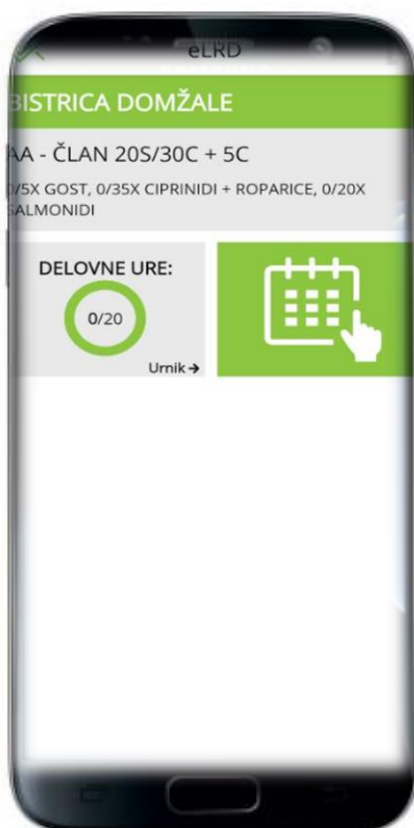 eLRD
BISTRICA DOMŽALE
AA - ČLAN 20S/30C + 5C
0/5X GOST, 0/35X CIPRINIDI + ROPARICE, 0/20X
SALMONIDI
DELOVNE URE:
0/20
Urnik →